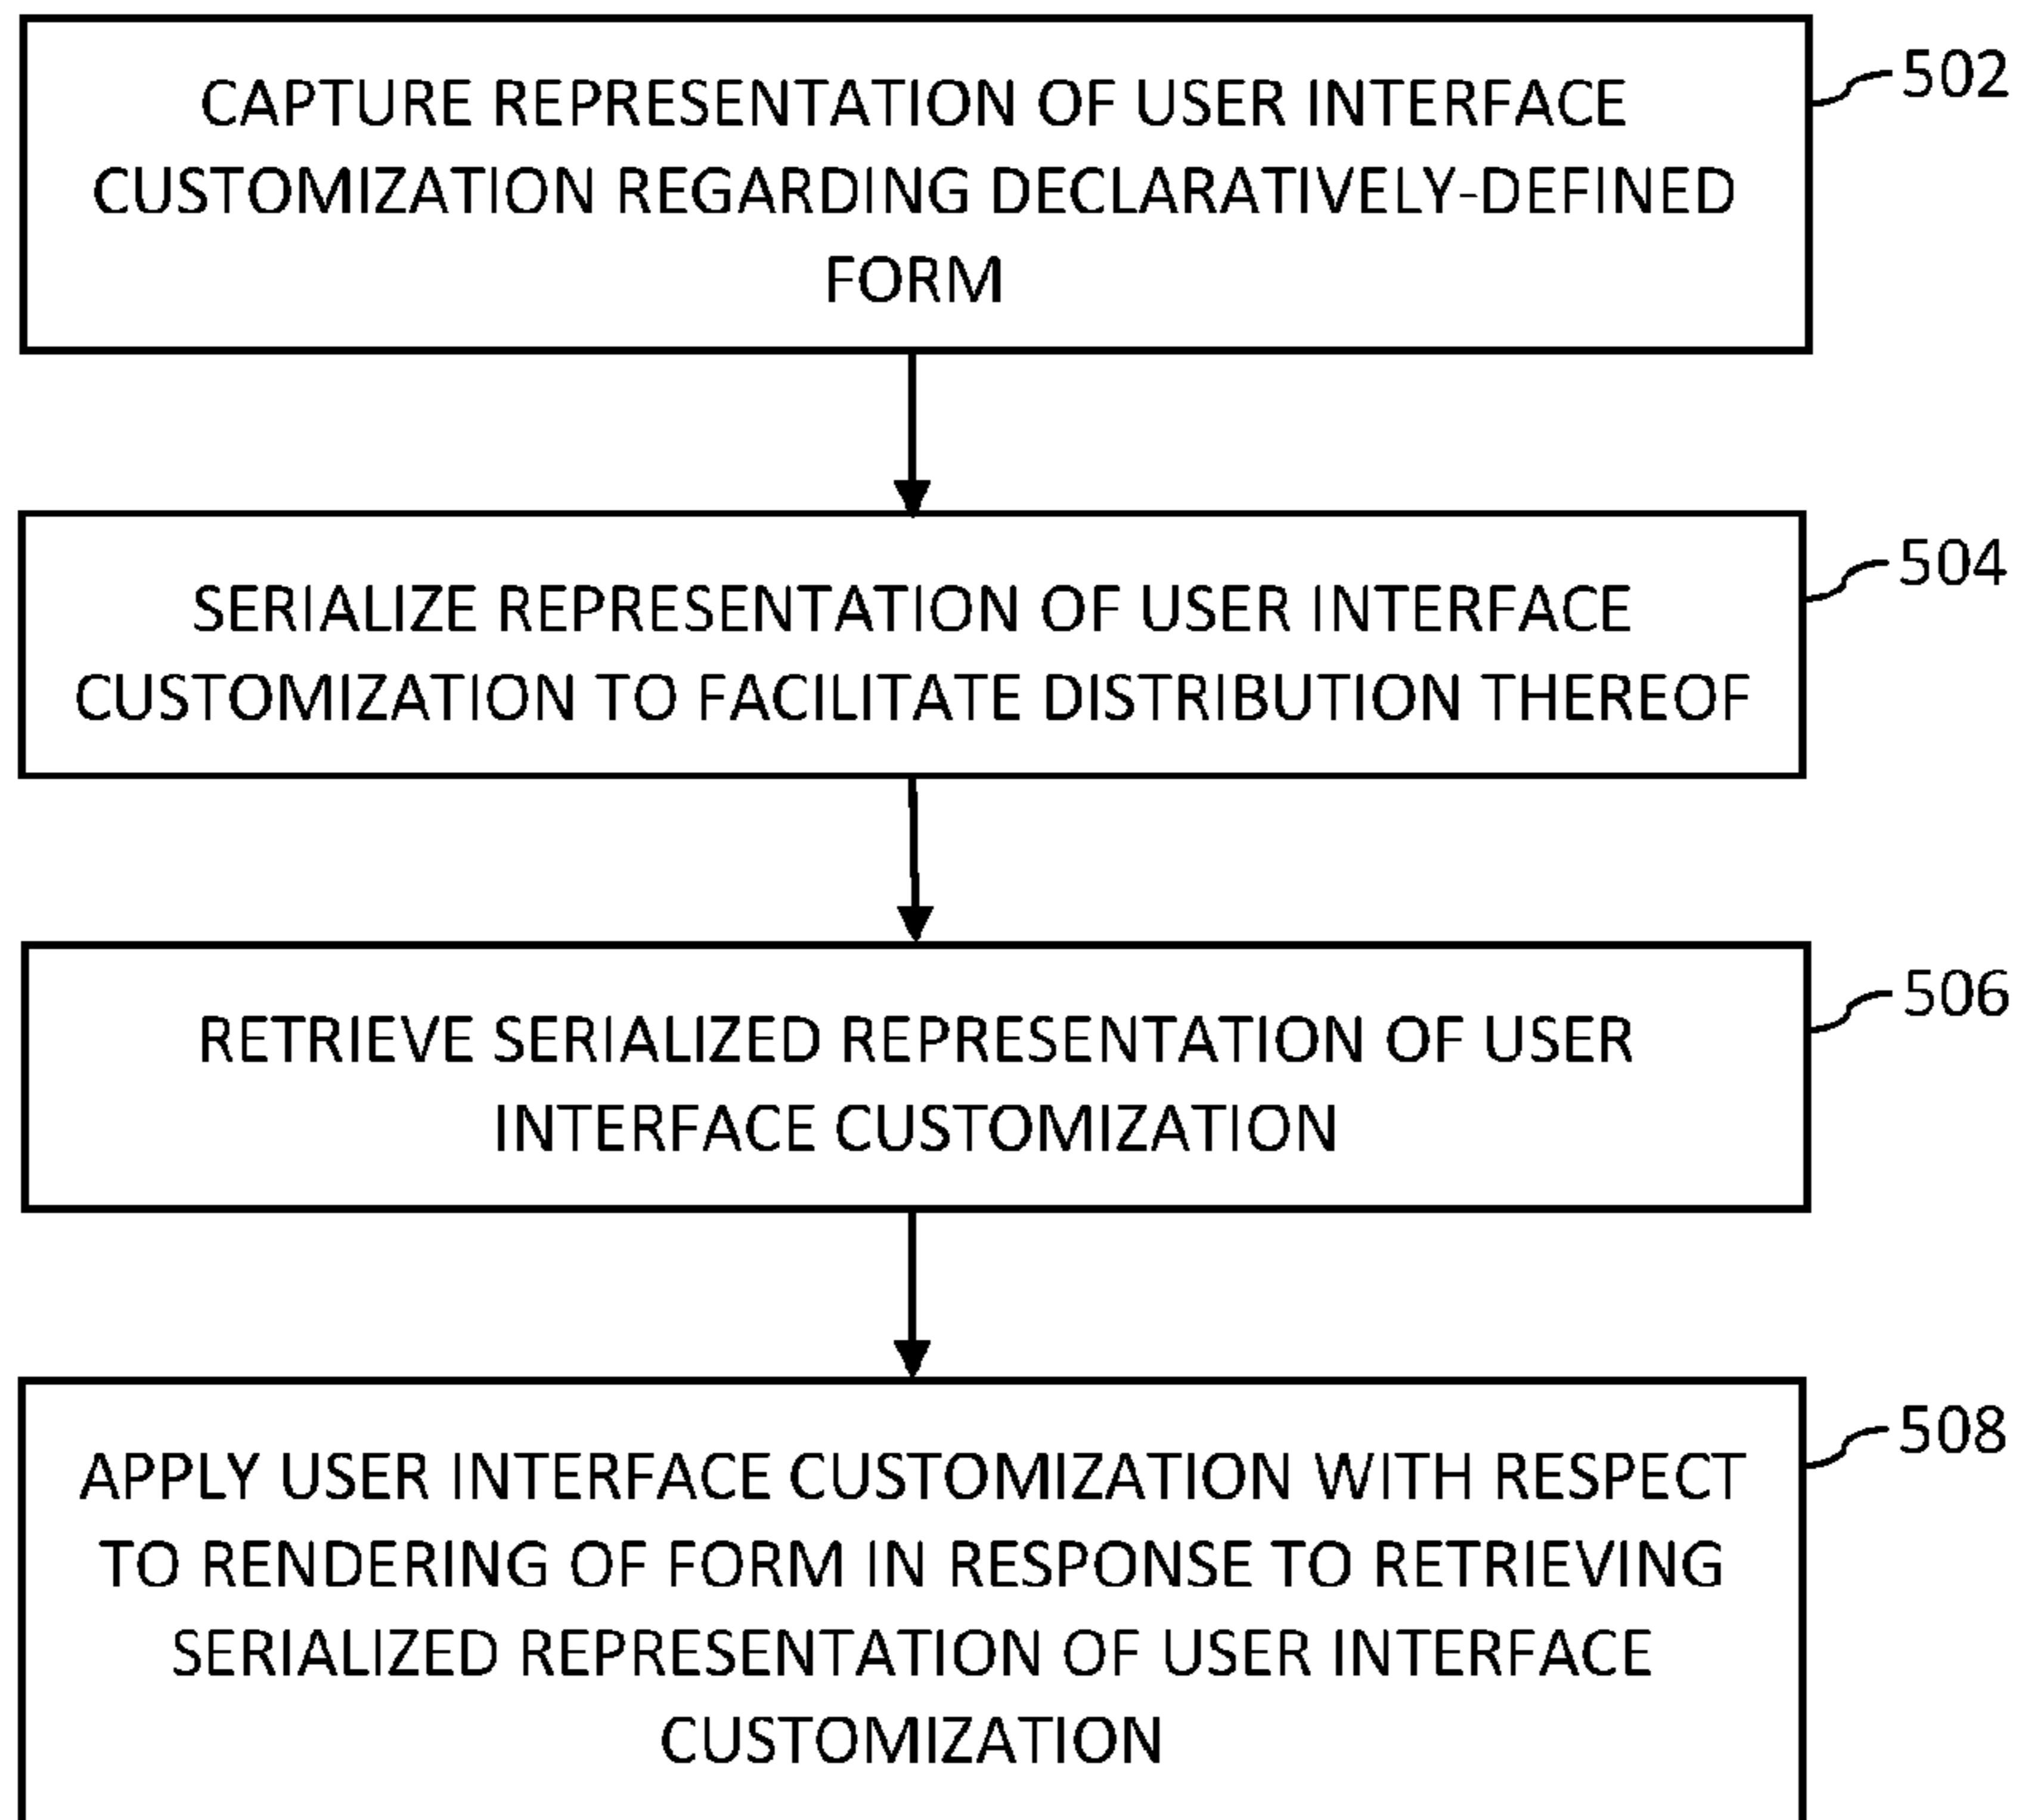 CAPTURE REPRESENTATION OF USER INTERFACE
CUSTOMIZATION REGARDING DECLARATIVELY-DEFINED
FORM
502
SERIALIZE REPRESENTATION OF USER INTERFACE
CUSTOMIZATION TO FACILITATE DISTRIBUTION THEREOF
504
RETRIEVE SERIALIZED REPRESENTATION OF USER
INTERFACE CUSTOMIZATION
506
APPLY USER INTERFACE CUSTOMIZATION WITH RESPECT
TO RENDERING OF FORM IN RESPONSE TO RETRIEVING
SERIALIZED REPRESENTATION OF USER INTERFACE
CUSTOMIZATION
508